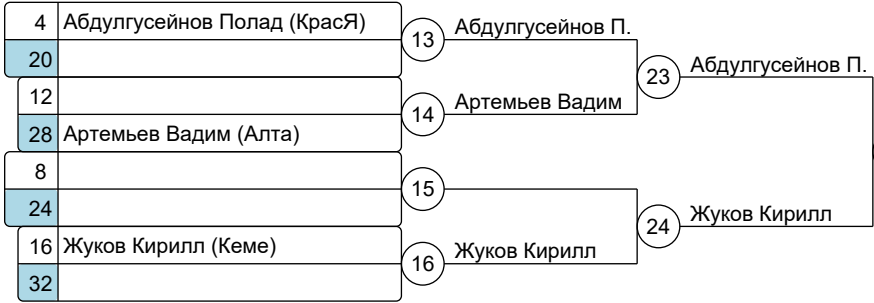 4 Абдулгусейнов Полад (КрасЯ)
20
13 Абдулгусейнов П.
12
28 Артемьев Вадим (Алта)
14 Артемьев Вадим
23 Абдулгусейнов П.
8
24
15
16 Жуков Кирилл (Кеме)
32
16 Жуков Кирилл
24 Жуков Кирилл